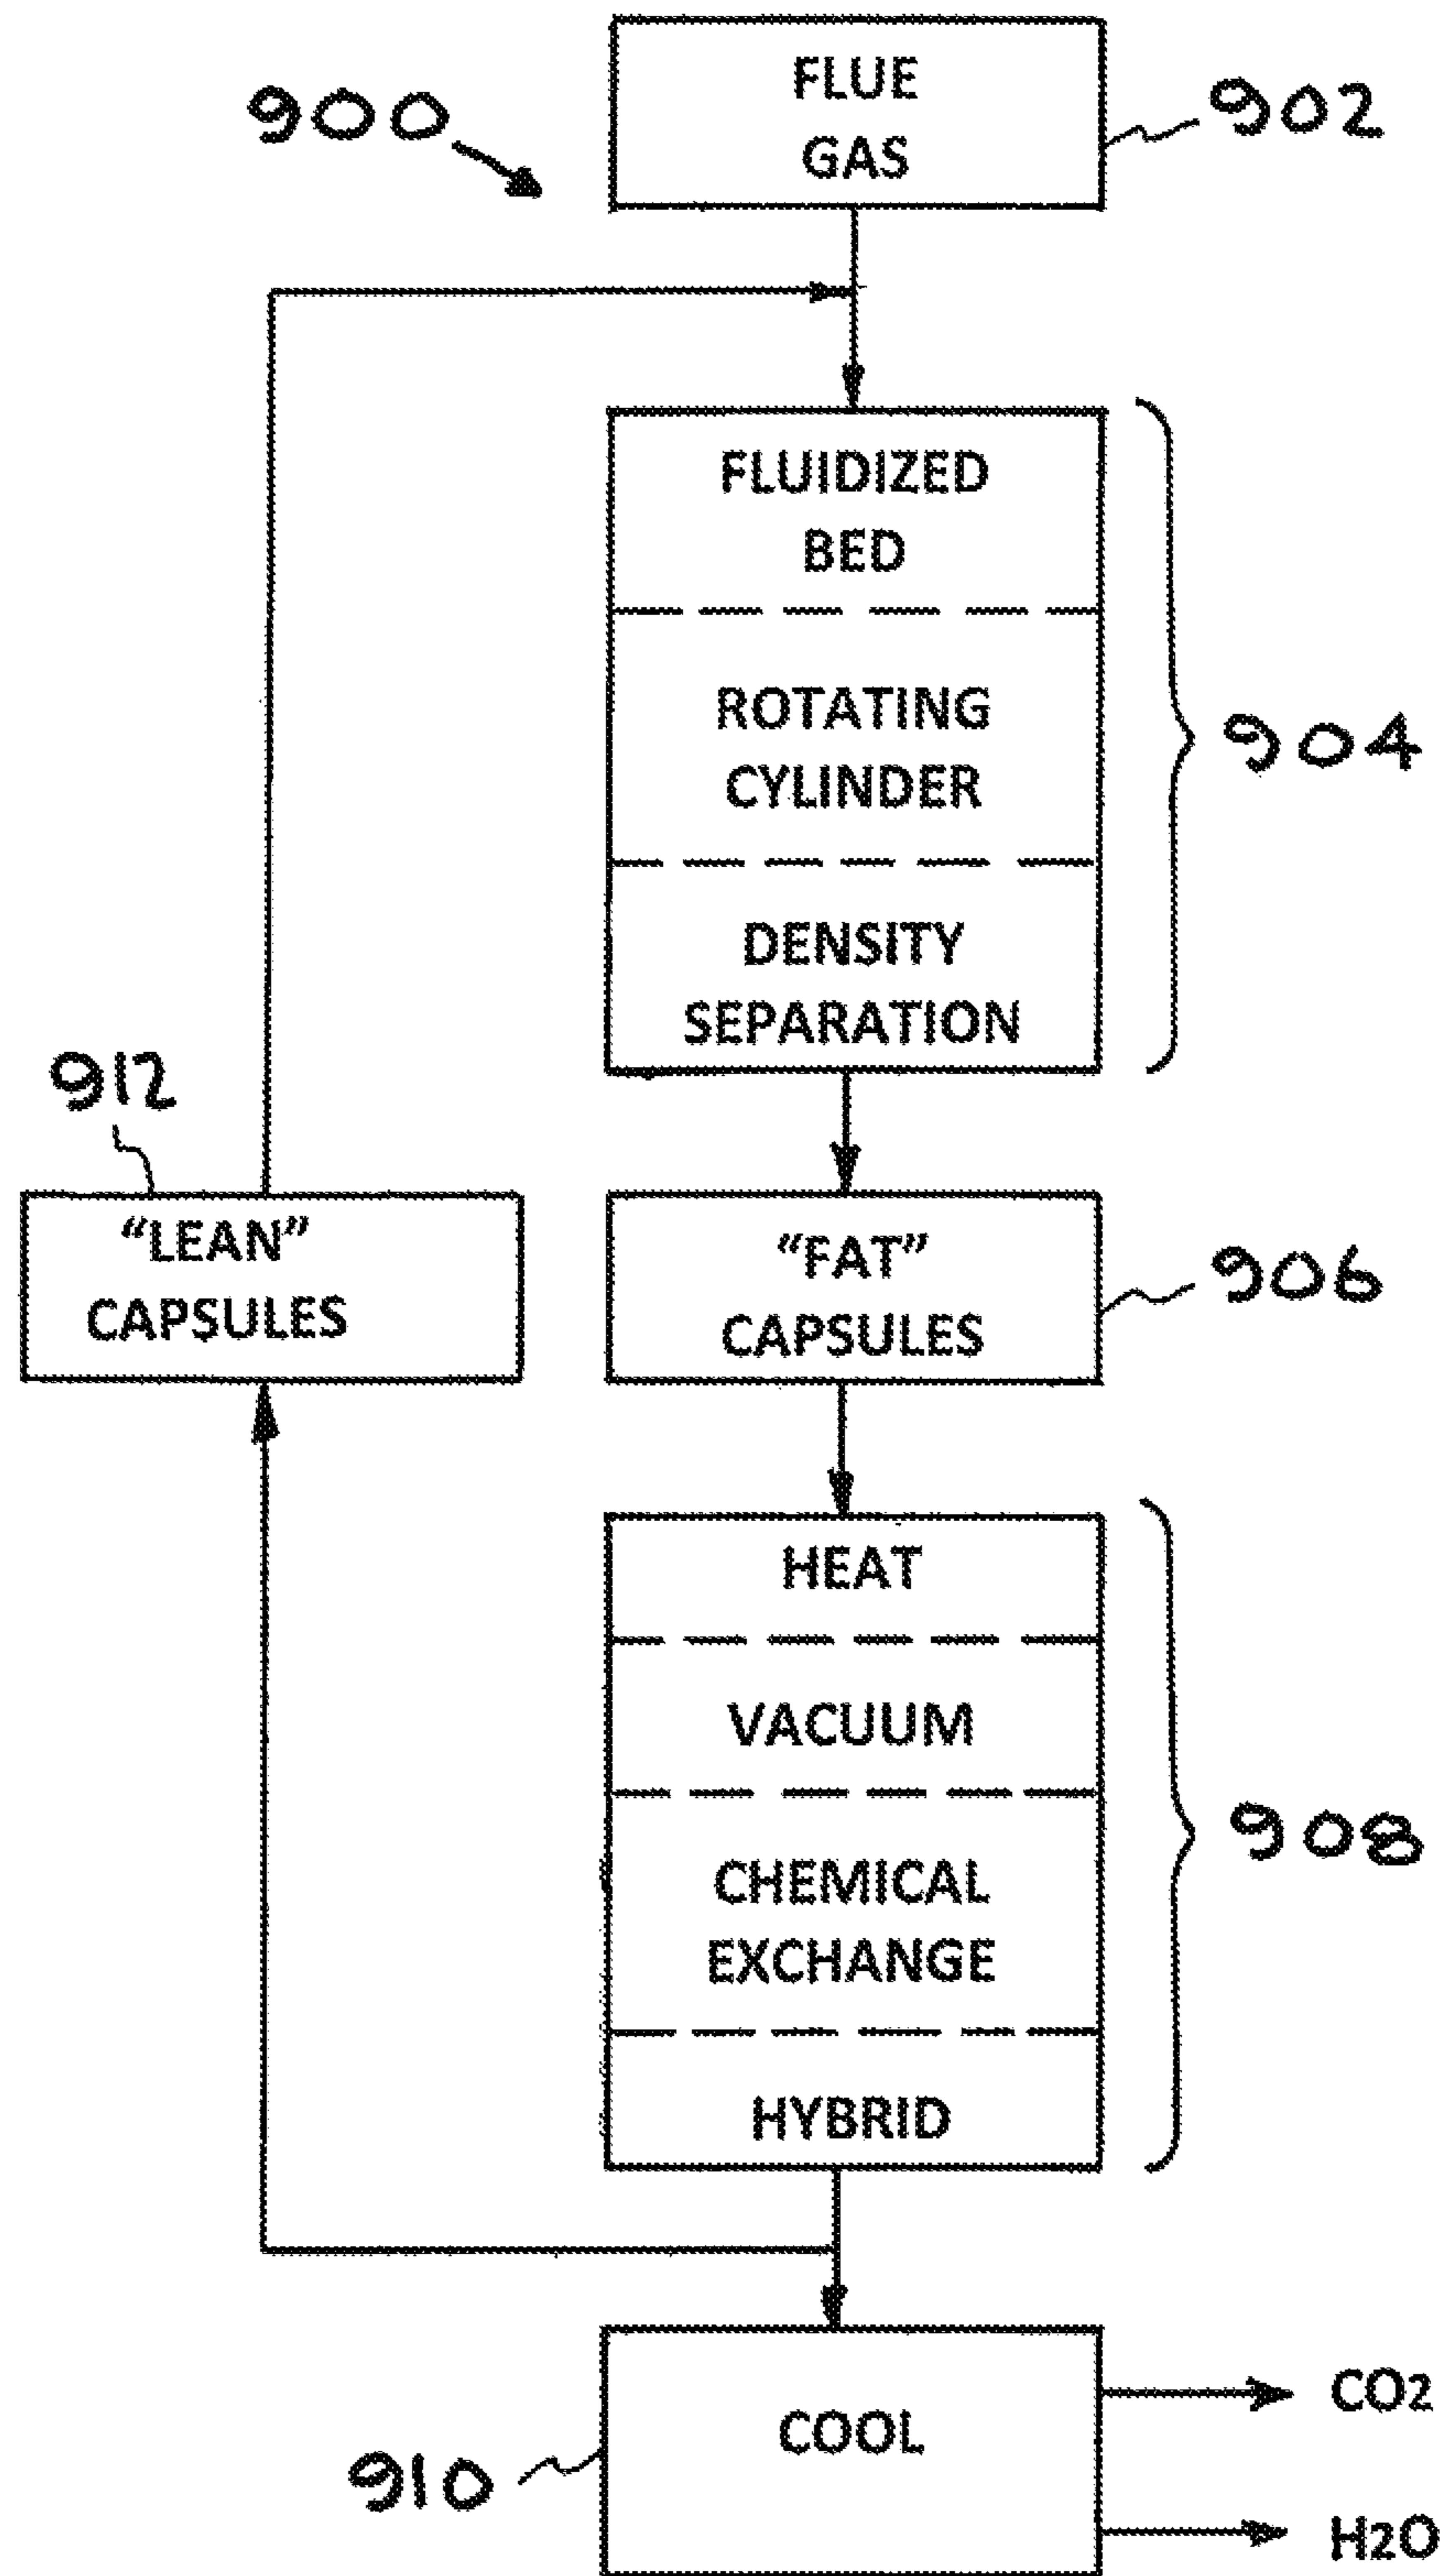 900
FLUE
GAS
902
FLUIDIZED
BED
ROTATING
CYLINDER
DENSITY
SEPARATION
904
912
“LEAN”
CAPSULES
“FAT”
CAPSULES
906
HEAT
VACUUM
CHEMICAL
EXCHANGE
HYBRID
908
COOL
910
CO2
H2O